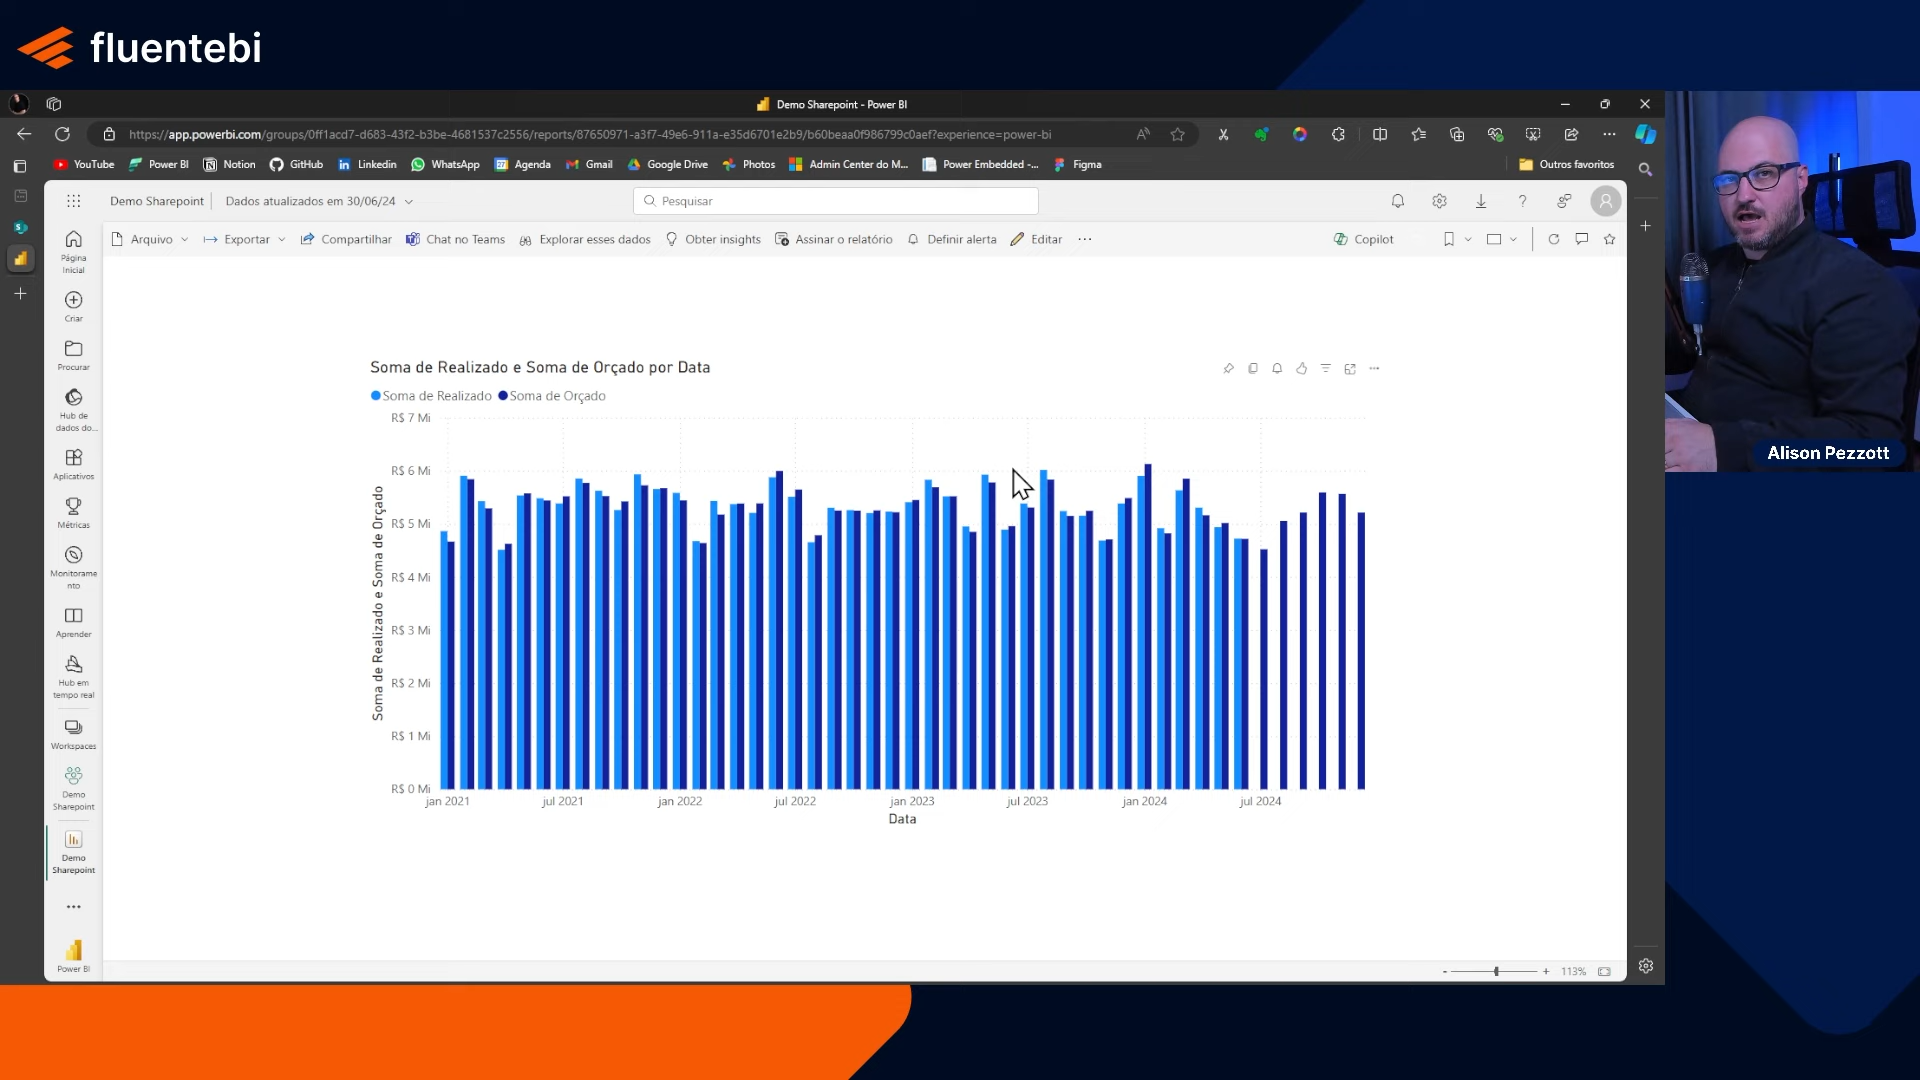 fluentebi
Demo Sharepoint - Power BI
https://app.powerbi.com/groups/0ff1acd7-d683-43f2-b3be-4681537c2556/reports/87650971-a3f7-49e6-911a-e35d6701e2b9/b60beaa0f986799c0aef?experience=power-bi
YouTube Power BI Notion GitHub Linkedin WhatsApp Agenda Gmail Google Drive Photos Admin Center do M... Power Embedded -... Figma Outros favoritos
Demo Sharepoint Dados atualizados em 30/06/24 Pesquisar
Arquivo Exportar Compartilhar Chat no Teams Explorar esses dados Obter insights Assinar o relatório Definir alerta Editar ... Copilot
Página
Inicial
Criar
Procurar
Hub de
dados do...
Aplicativos
Métricas
Monitorame
nto
Aprender
Hub em
tempo real
Workspaces
Demo
Sharepoint
Demo
Sharepoint
Power BI
Soma de Realizado e Soma de Orçado por Data
Soma de Realizado Soma de Orçado
Soma de Realizado e Soma de Orçado
R$ 7 Mi
R$ 6 Mi
R$ 5 Mi
R$ 4 Mi
R$ 3 Mi
R$ 2 Mi
R$ 1 Mi
R$ 0 Mi
jan 2021 jul 2021 jan 2022 jul 2022 jan 2023 jul 2023 jan 2024 jul 2024
Data
- + 113%
Alison Pezzott